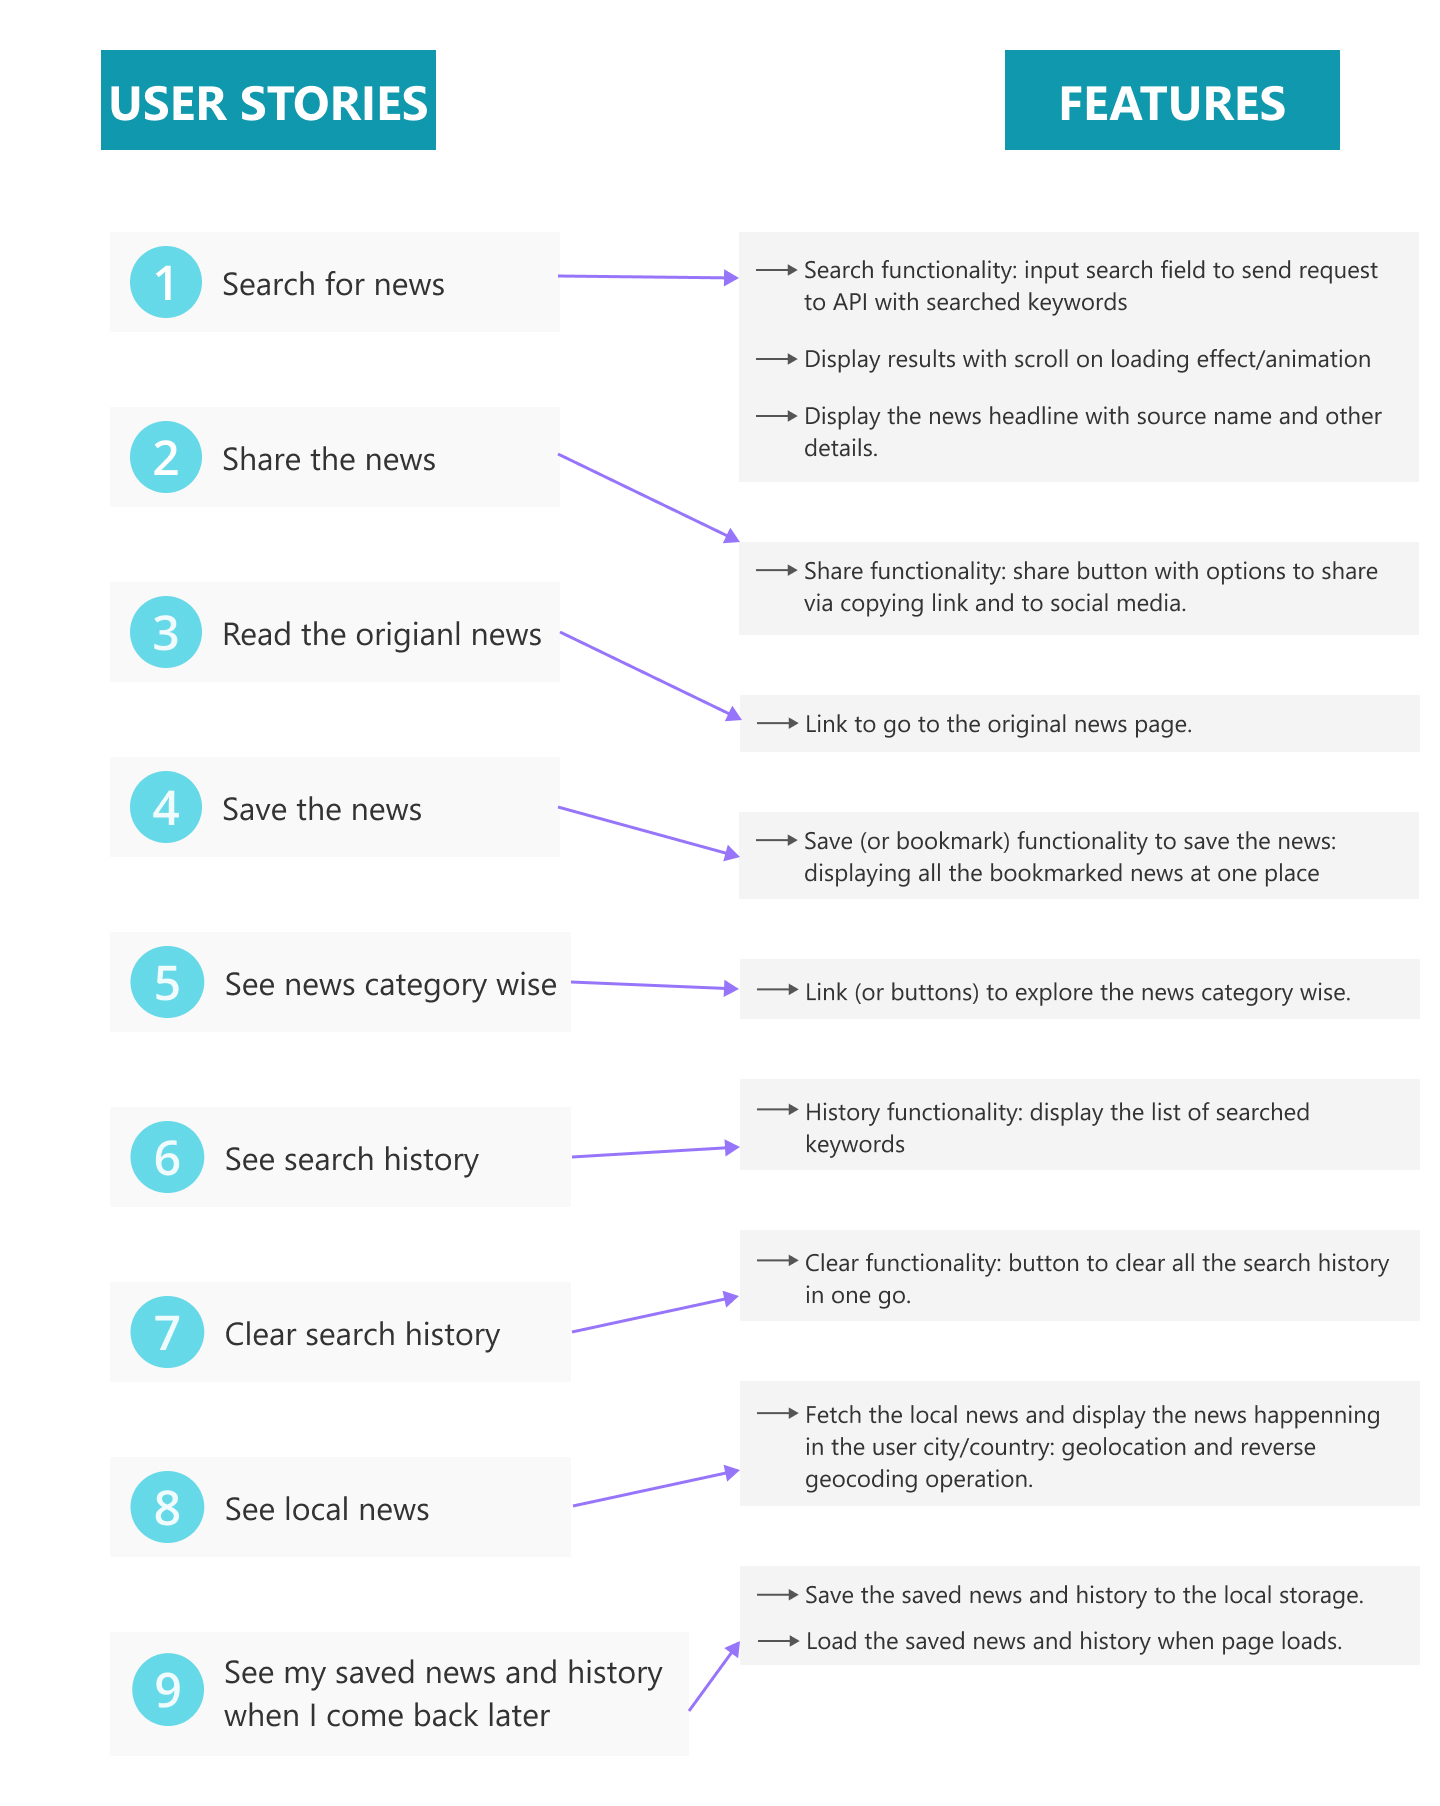 USER STORIES
FEATURES
1
Search for news
Search functionality: input search field to send request
to API with searched keywords
Display results with scroll on loading effect/animation
Display the news headline with source name and other
details.
2
Share the news
Share functionality: share button with options to share
via copying link and to social media.
3
Read the origianl news
Link to go to the original news page.
4
Save the news
Save (or bookmark) functionality to save the news:
displaying all the bookmarked news at one place
5
See news category wise
Link (or buttons) to explore the news category wise.
6
See search history
History functionality: display the list of searched
keywords
7
Clear search history
Clear functionality: button to clear all the search history
in one go.
8
See local news
Fetch the local news and display the news happenning
in the user city/country: geolocation and reverse
geocoding operation.
9
See my saved news and history
when I come back later
Save the saved news and history to the local storage.
Load the saved news and history when page loads.